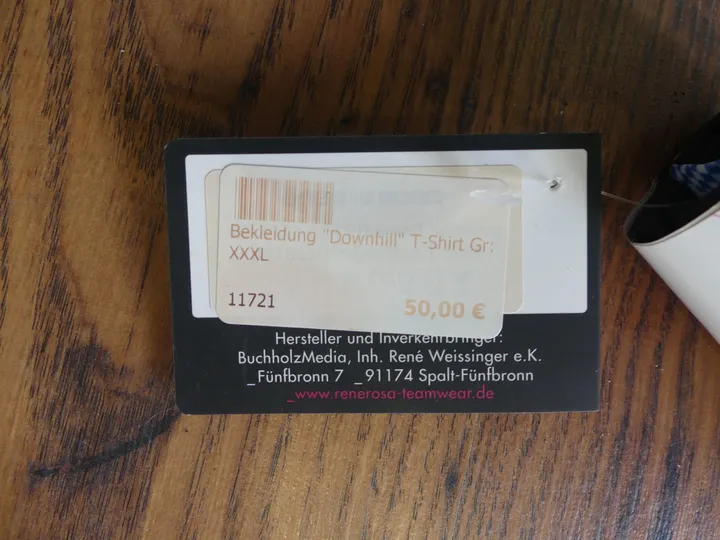 Bekleidung "Downhill" T-Shirt Gr:
XXXL
11721
50,00 €
Hersteller und Inverkehrbringer:
BuchholzMedia, Inh. René Weissinger e.K.
_Fünfbronn 7 _91174 Spalt-Fünfbronn
_www.renerosa-teamwear.de